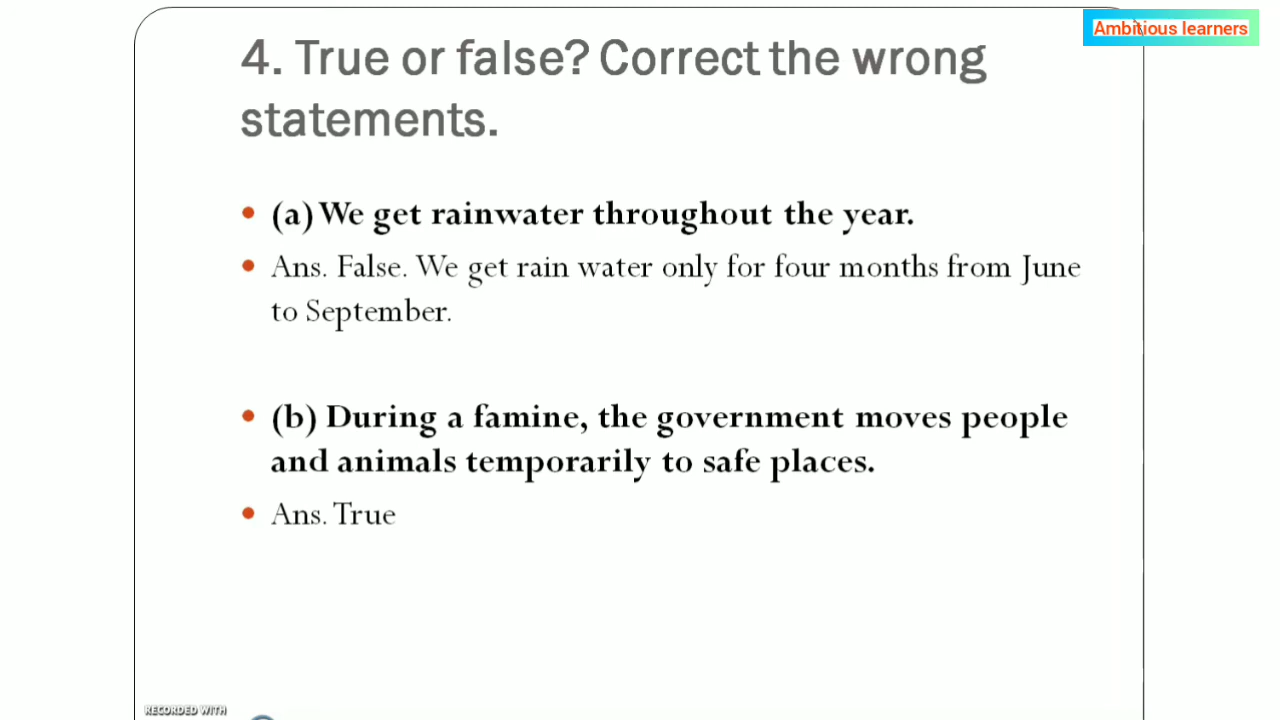 Ambitious learners
4. True or false? Correct the wrong
statements.
• (a) We get rainwater throughout the year.
• Ans. False. We get rain water only for four months from June
to September.
• (b) During a famine, the government moves people
and animals temporarily to safe places.
• Ans. True
RECORDED WITH